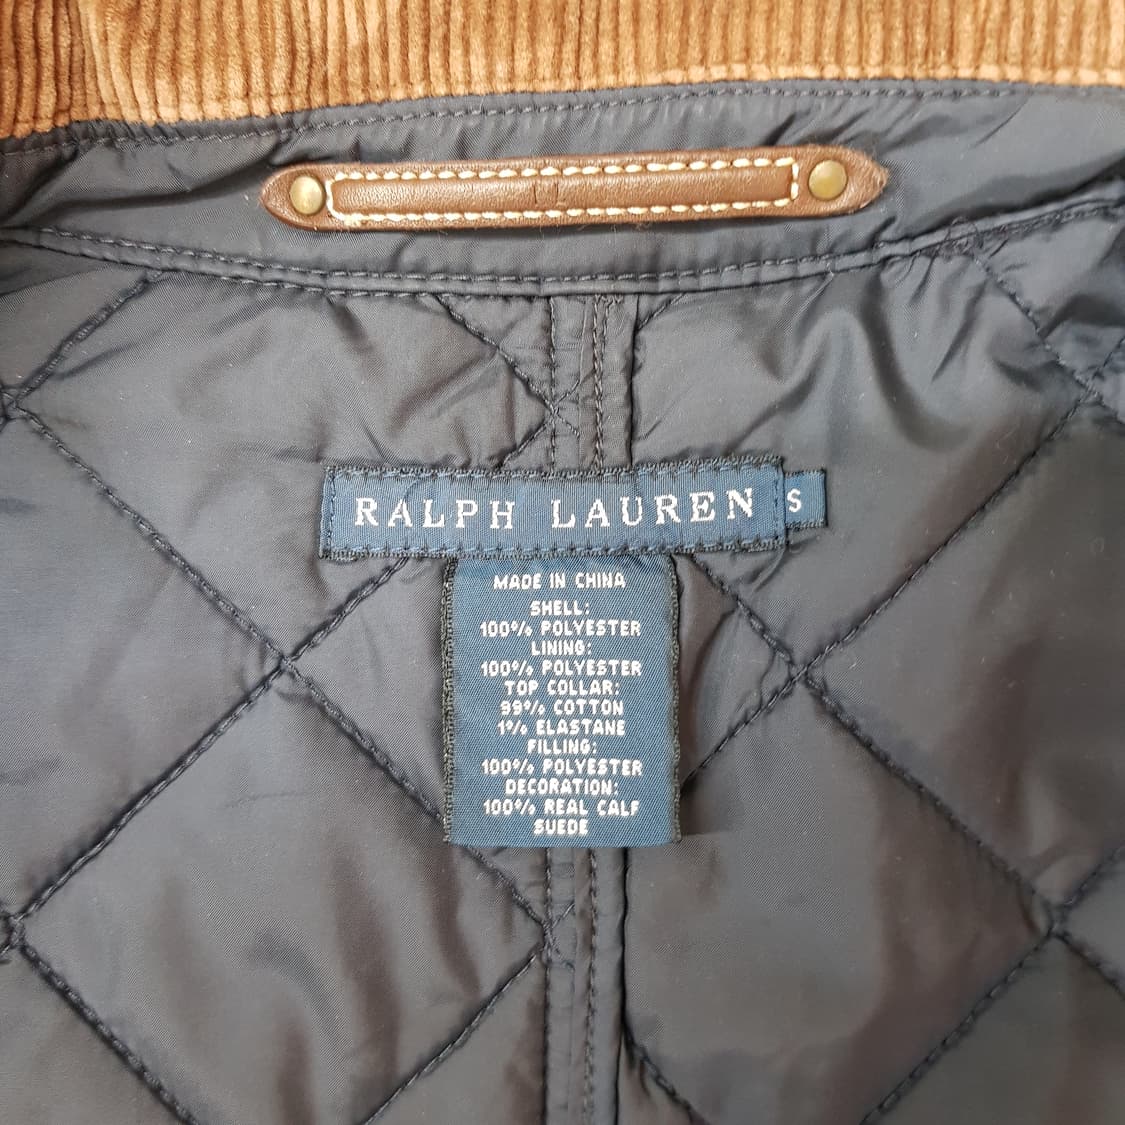 RALPH LAUREN S
MADE IN CHINA
SHELL:
100% POLYESTER
LINING:
100% POLYESTER
TOP COLLAR:
99% COTTON
1% ELASTANE
FILLING:
100% POLYESTER
DECORATION:
100% REAL CALF
SUEDE